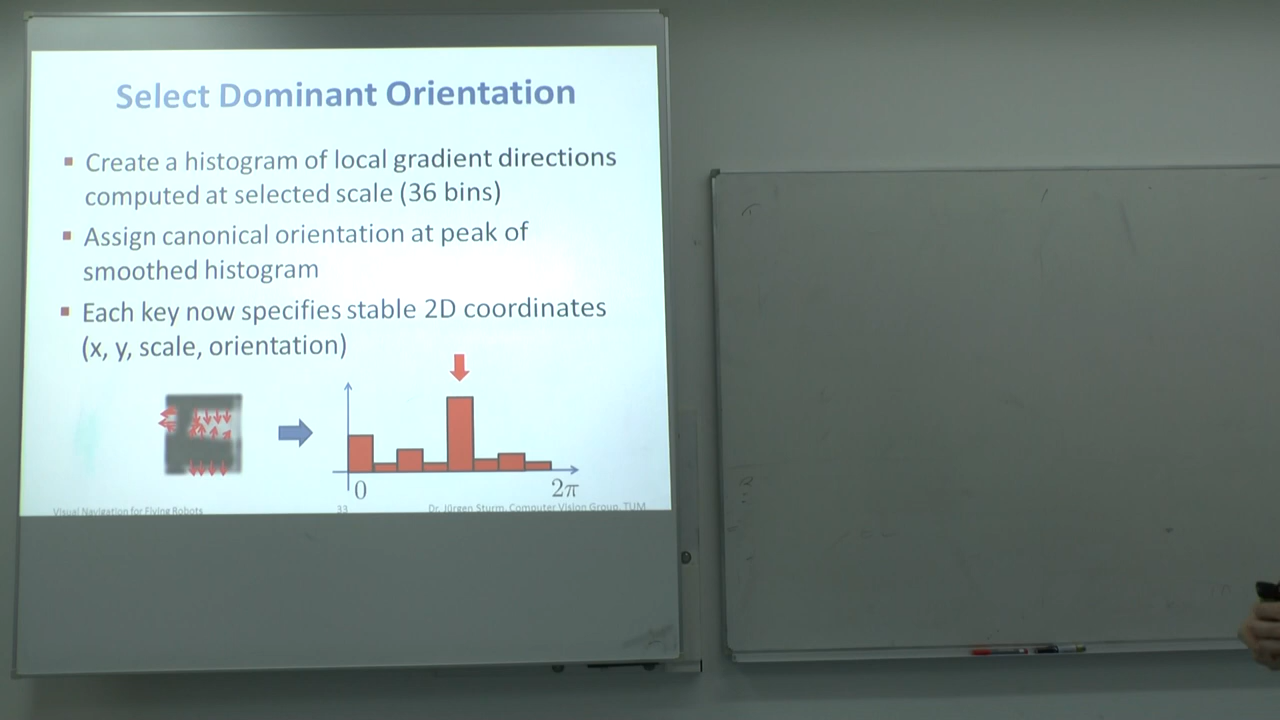 Select Dominant Orientation
Create a histogram of local gradient directions
computed at selected scale (36 bins)
Assign canonical orientation at peak of
smoothed histogram
Each key now specifies stable 2D coordinates
(x, y, scale, orientation)
0
2π
Visual Navigation for Flying Robots
33
Dr. Jürgen Sturm, Computer Vision Group, TUM